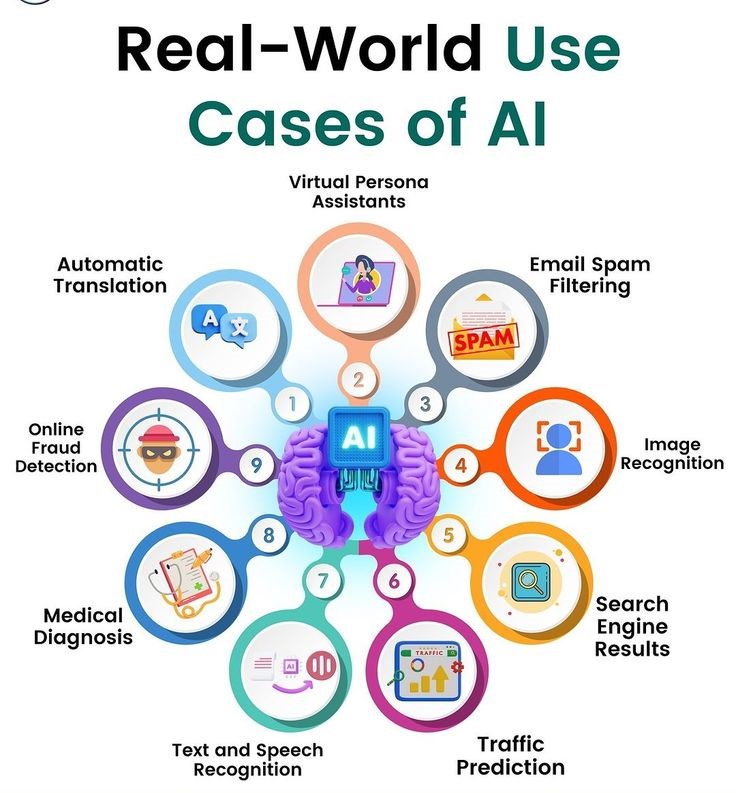 Real-World Use
Cases of AI
Virtual Persona
Assistants
Automatic
Translation
Email Spam
Filtering
A 文
SPAM
1
2
3
AI
Online
Fraud
Detection
9
4
Image
Recognition
8
5
7
6
Medical
Diagnosis
Search
Engine
Results
AI
TRAFFIC
Text and Speech
Recognition
Traffic
Prediction